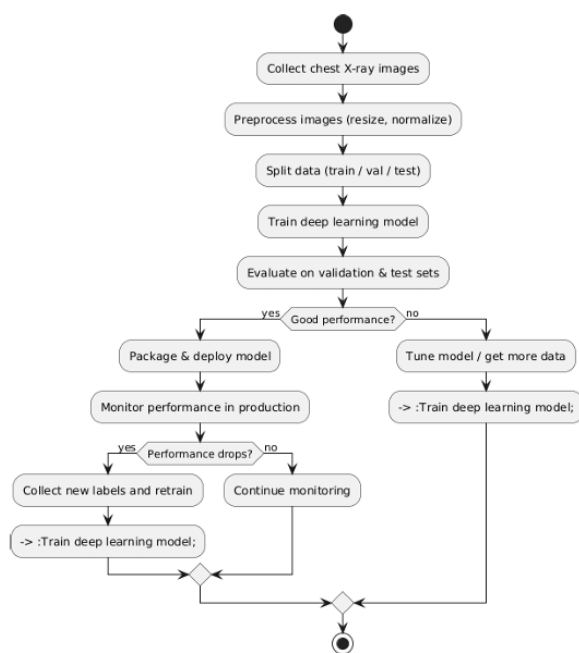 Collect chest X-ray images
Preprocess images (resize, normalize)
Split data (train / val / test)
Train deep learning model
Evaluate on validation & test sets
yes
Good performance?
no
Package & deploy model
Tune model / get more data
Monitor performance in production
-> :Train deep learning model;
yes
Performance drops?
no
Collect new labels and retrain
Continue monitoring
-> :Train deep learning model;